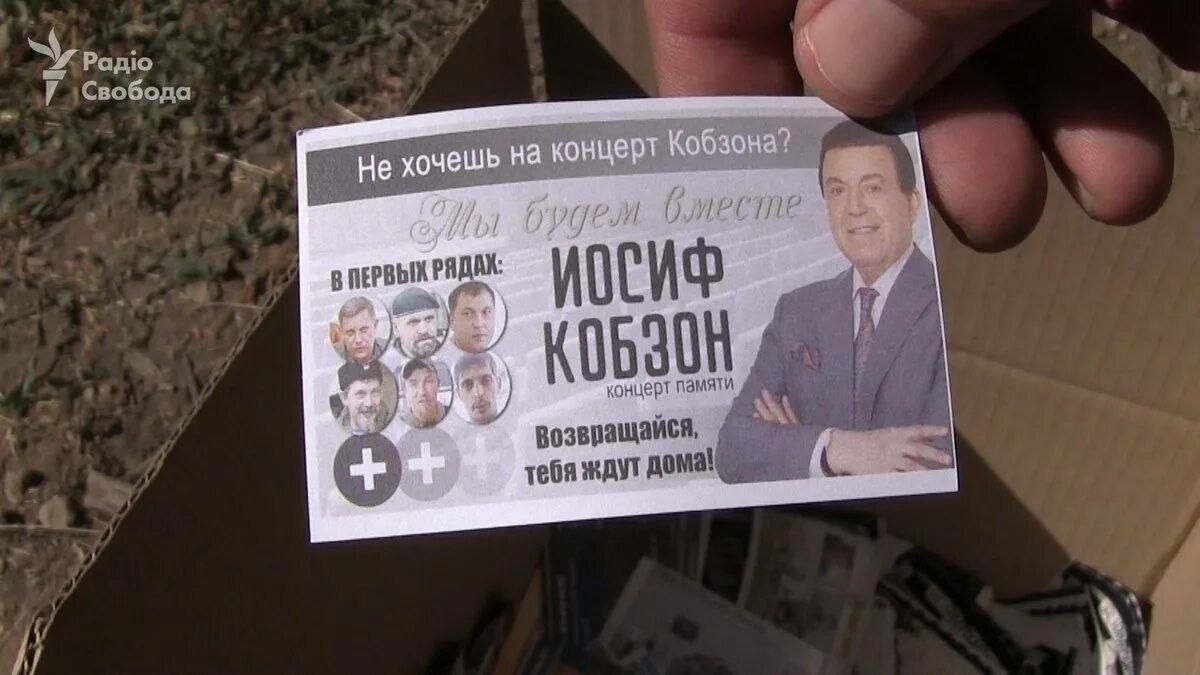 Радіо
Свобода
Не хочешь на концерт Кобзона?
Мы будем вместе
В ПЕРВЫХ РЯДАХ:
ИОСИФ
КОБЗОН
концерт памяти
Возвращайся,
тебя ждут дома!